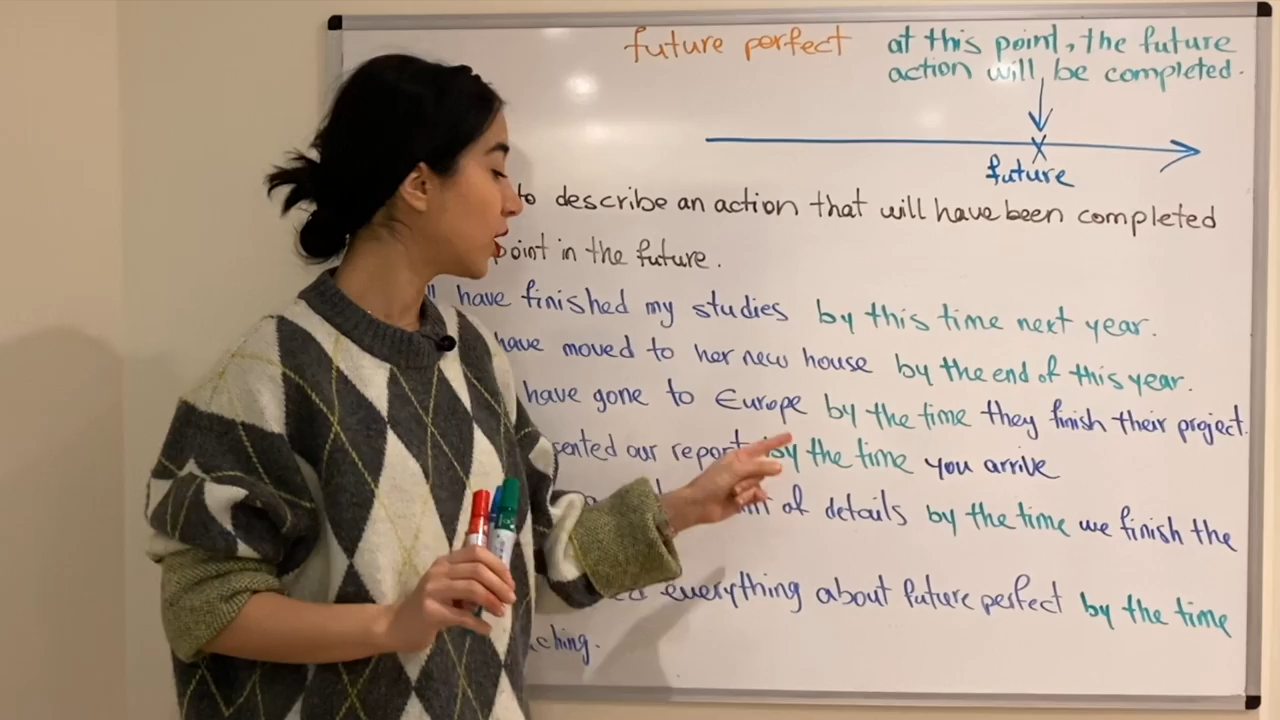 future perfect
at this point, the future
action will be completed.
future
to describe an action that will have been completed
point in the future.
have finished my studies by this time next year.
have moved to her new house by the end of this year.
have gone to Europe by the time they finish their project.
our report by the time you arrive
of details by the time we finish the
everything about future perfect by the time